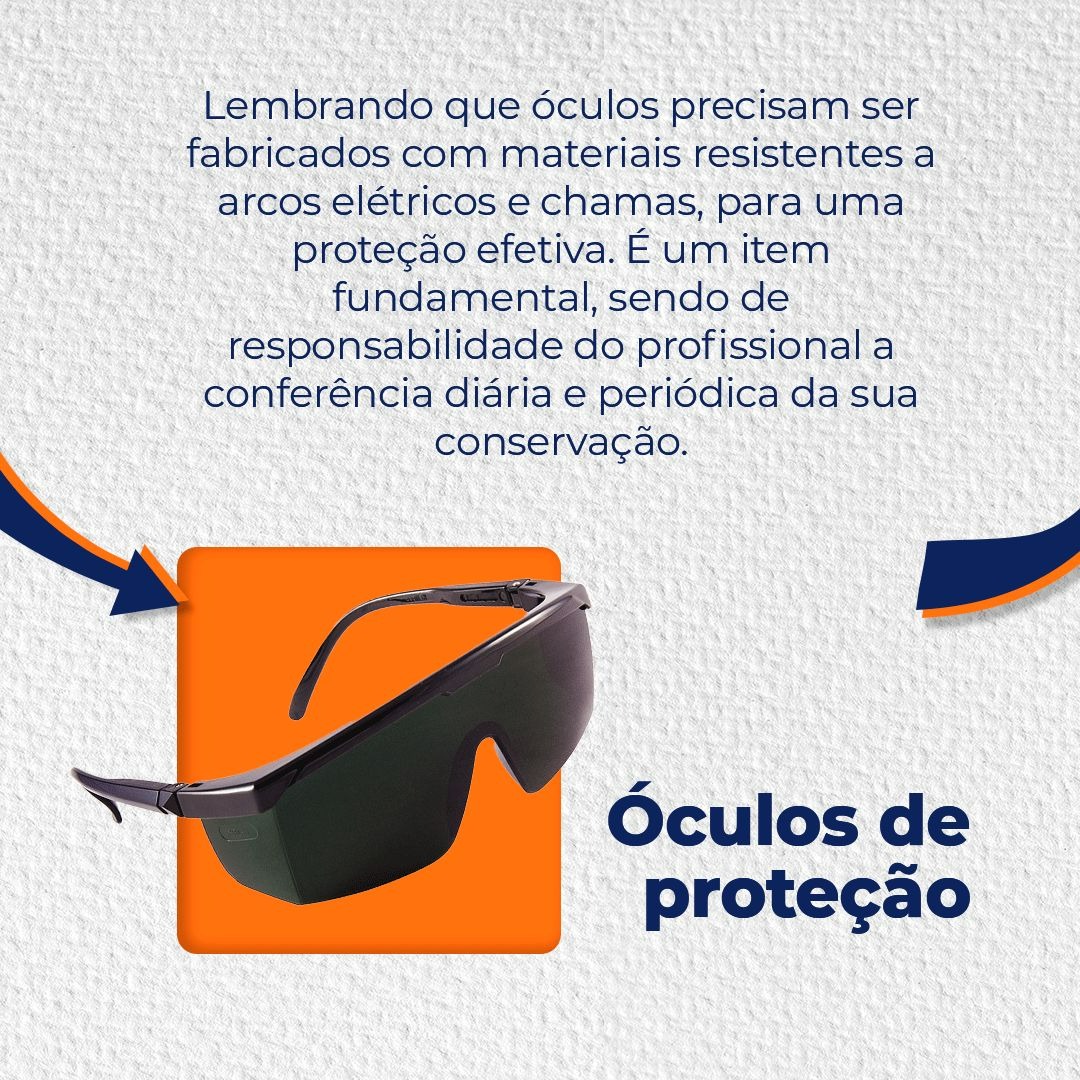 Lembrando que óculos precisam ser
fabricados com materiais resistentes a
arcos elétricos e chamas, para uma
proteção efetiva. É um item
fundamental, sendo de
responsabilidade do profissional a
conferência diária e periódica da sua
conservação.
Óculos de
proteção